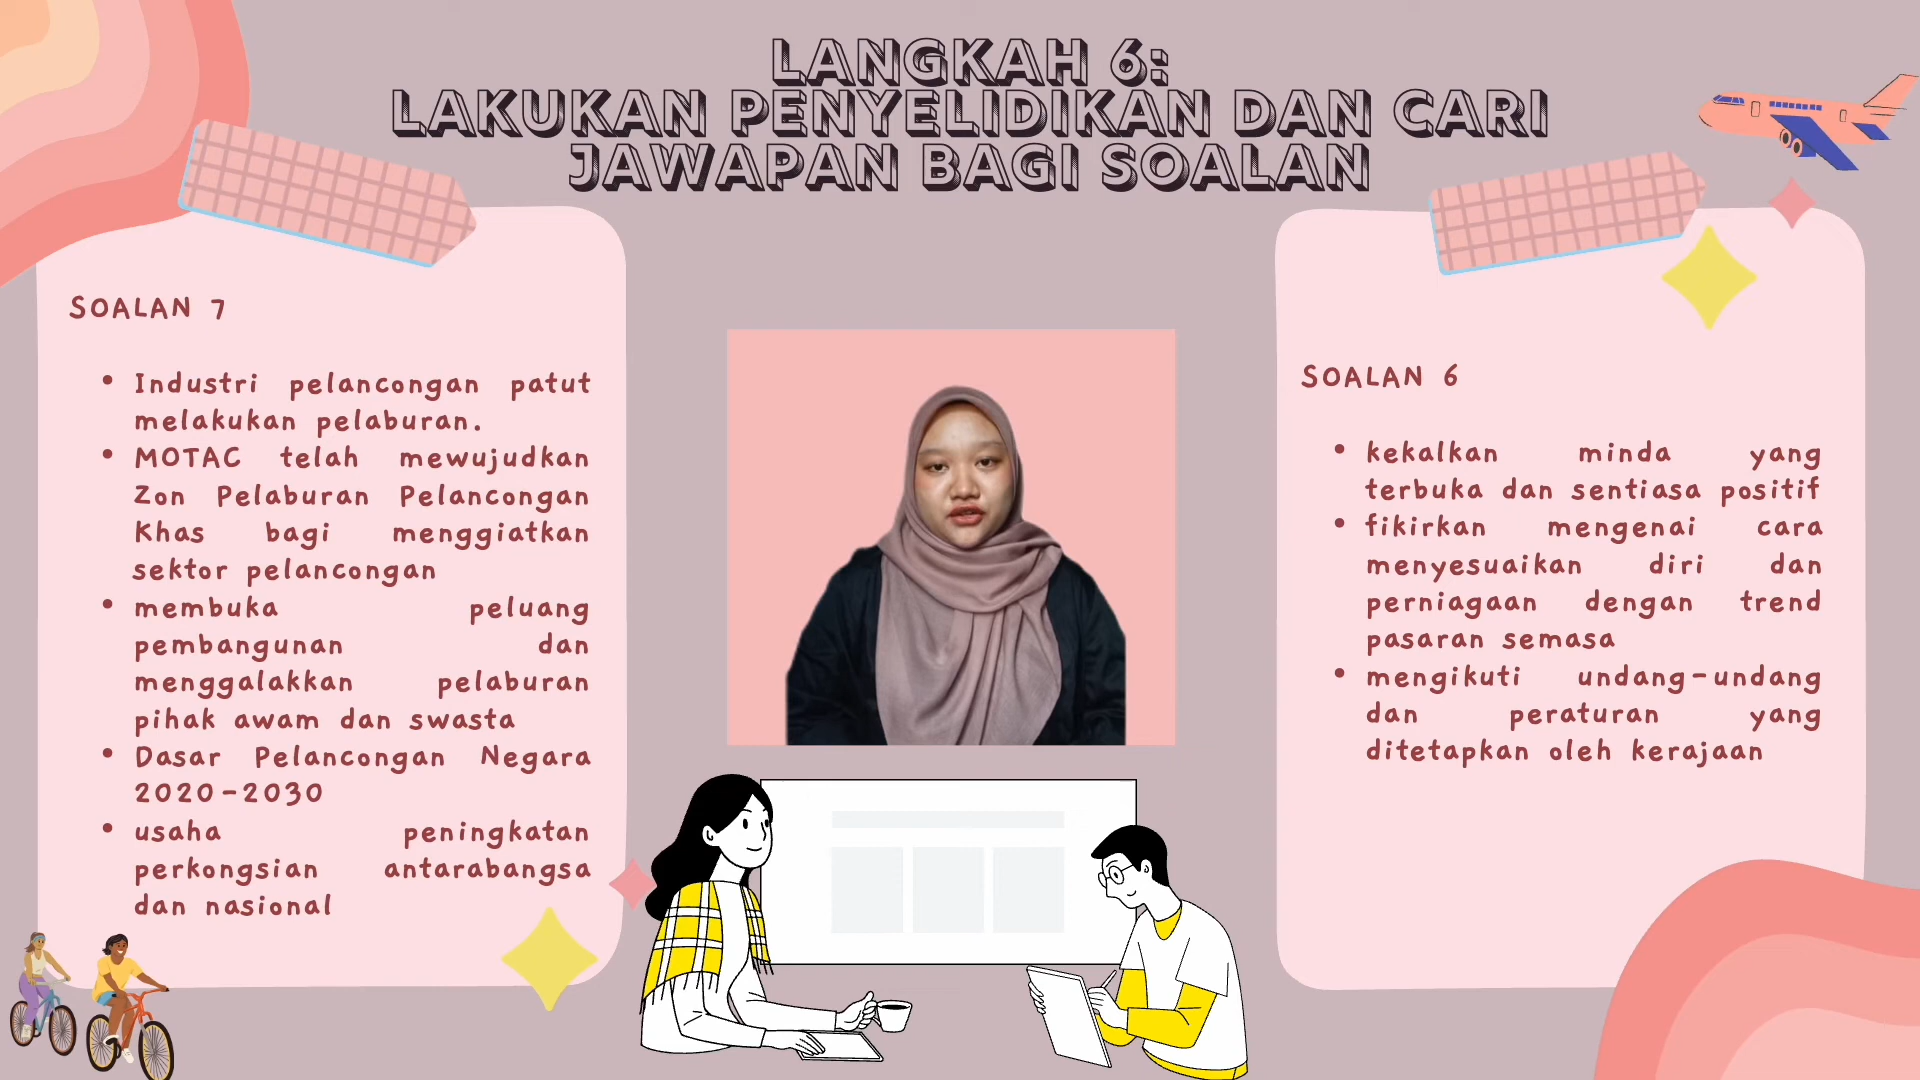 LANGKAH 6:
LAKUKAN PENYELIDIKAN DAN CARI
JAWAPAN BAGI SOALAN
SOALAN 7
• Industri pelancongan patut
melakukan pelaburan.
• MOTAC telah mewujudkan
Zon Pelaburan Pelancongan
Khas bagi menggiatkan
sektor pelancongan
• membuka peluang
pembangunan dan
menggalakkan pelaburan
pihak awam dan swasta
• Dasar Pelancongan Negara
2020-2030
• usaha peningkatan
perkongsian antarabangsa
dan nasional
SOALAN 6
• kekalkan minda yang
terbuka dan sentiasa positif
• fikirkan mengenai cara
menyesuaikan diri dan
perniagaan dengan trend
pasaran semasa
• mengikuti undang-undang
dan peraturan yang
ditetapkan oleh kerajaan